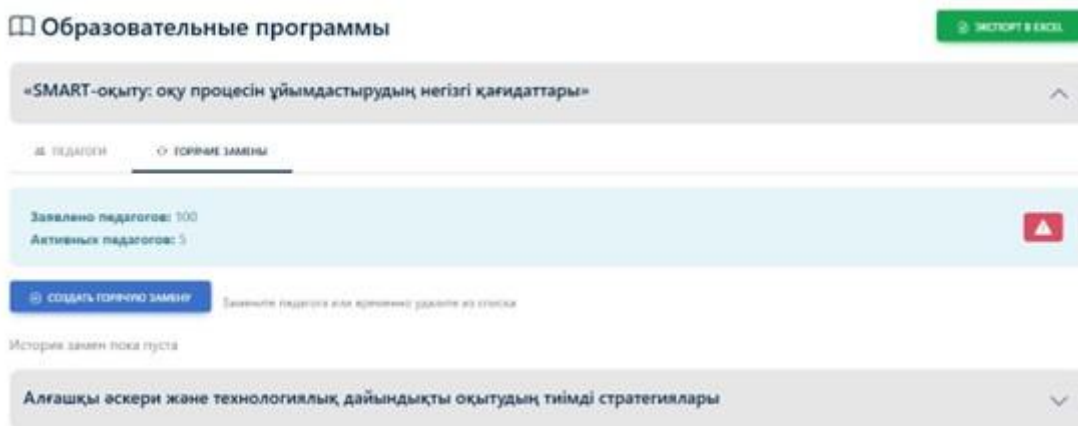 Образовательные программы
ЭКСПОРТ В EXCEL
«SMART-оқыту: оқу процесін ұйымдастырудың негізгі қағидаттары»
ПЕДАГОГИ
ГОРЯЧИЕ ЗАМЕНЫ
Заявлено педагогов: 100
Активных педагогов: 5
СОЗДАТЬ ГОРЯЧУЮ ЗАМЕНУ
Замените педагога или временно удалите из списка
История замен пока пуста
Алғашқы әскери және технологиялық дайындықты оқытудың тиімді стратегиялары